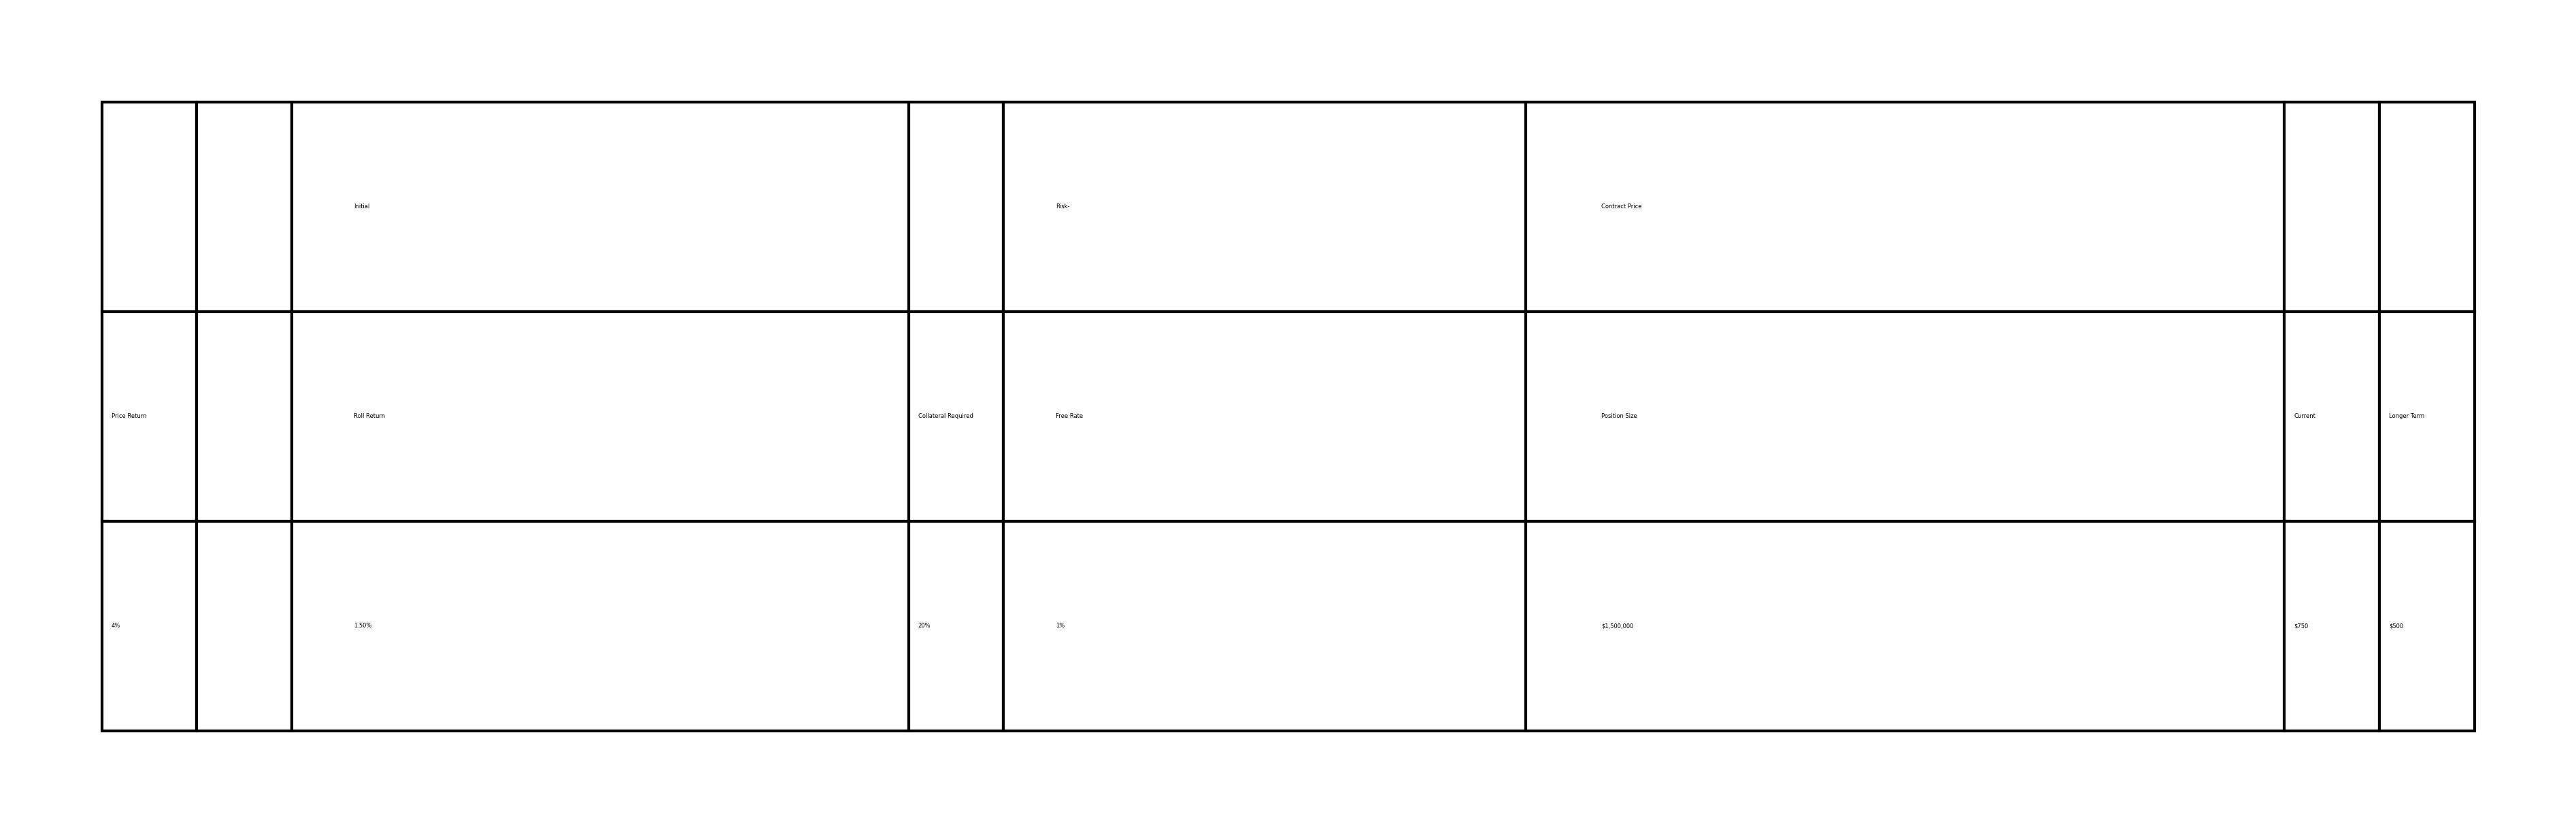 Initial Risk- Contract Price
Price Return Roll Return Collateral Required Free Rate Position Size Current Longer Term
4% 1.50% 20% 1% $1,500,000 $750 $500